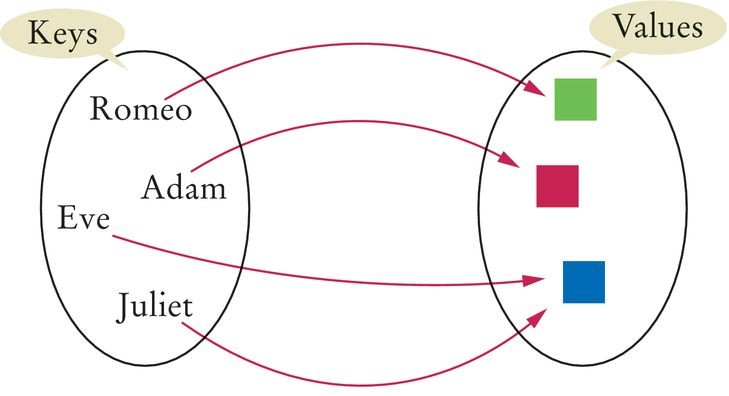 Keys
Values
Romeo
Adam
Eve
Juliet